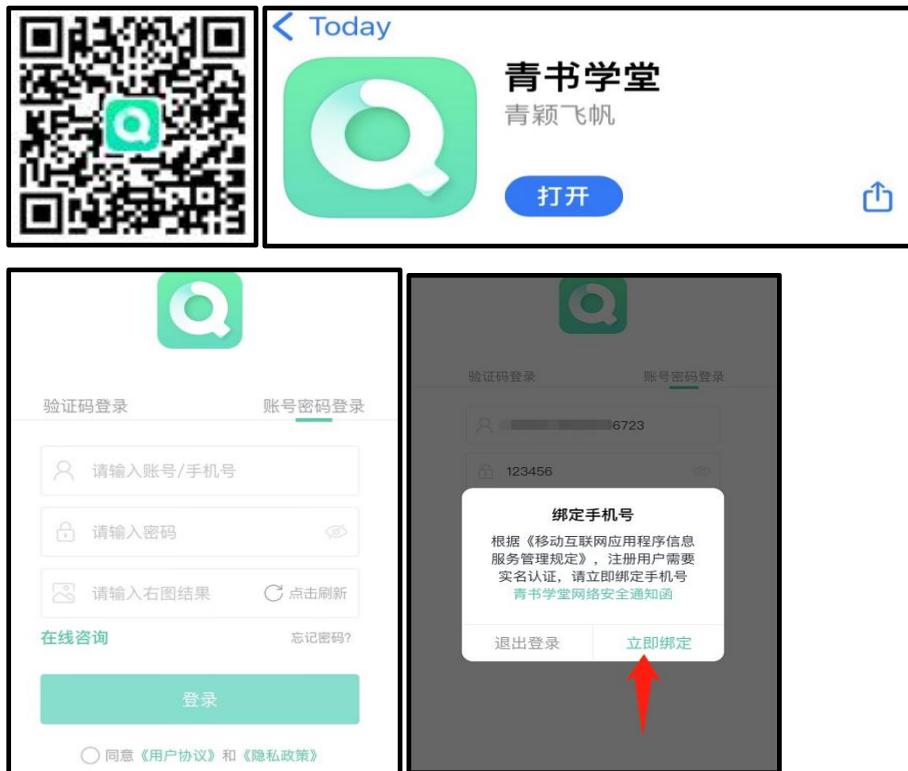 Today
青书学堂
青颖飞帆
打开
验证码登录 账号密码登录
请输入账号/手机号
请输入密码
请输入右图结果 点击刷新
在线咨询 忘记密码?
登录
同意《用户协议》和《隐私政策》
验证码登录 账号密码登录
6723
123456
绑定手机号
根据《移动互联网应用程序信息
服务管理规定》，注册用户需要
实名认证，请立即绑定手机号
青书学堂网络安全通知函
退出登录 立即绑定